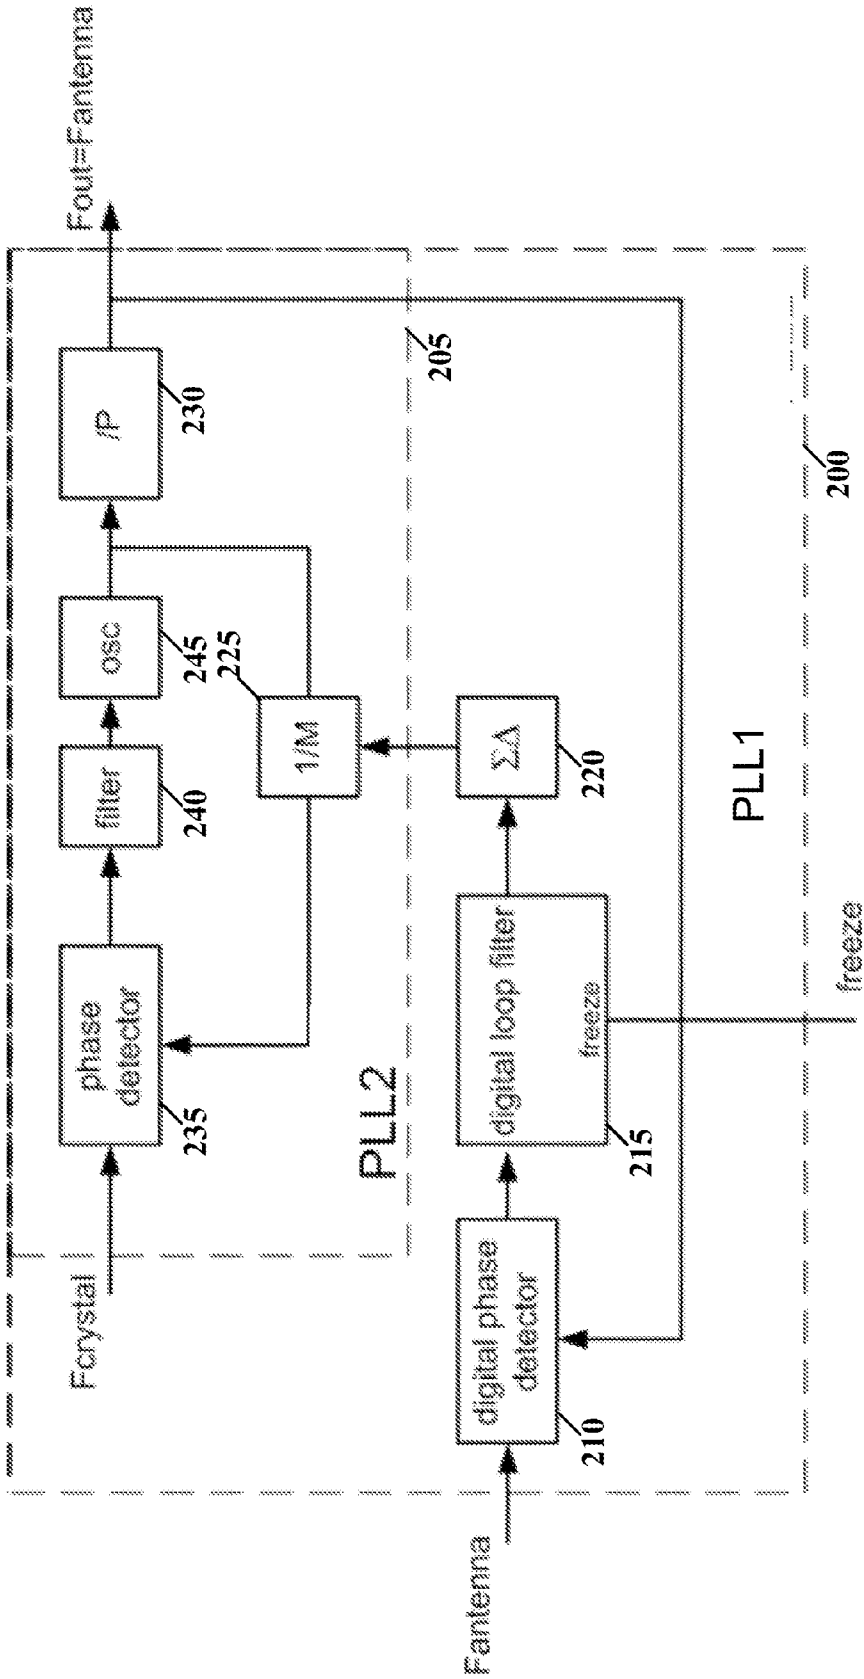 Fcrystal
phase
detector
235
filter
240
osc
245
/P
230
Fout=Fantenna
225
1/M
PLL2
205
Fantenna
digital phase
detector
210
digital loop filter
freeze
215
ΣΔ
220
PLL1
200
freeze